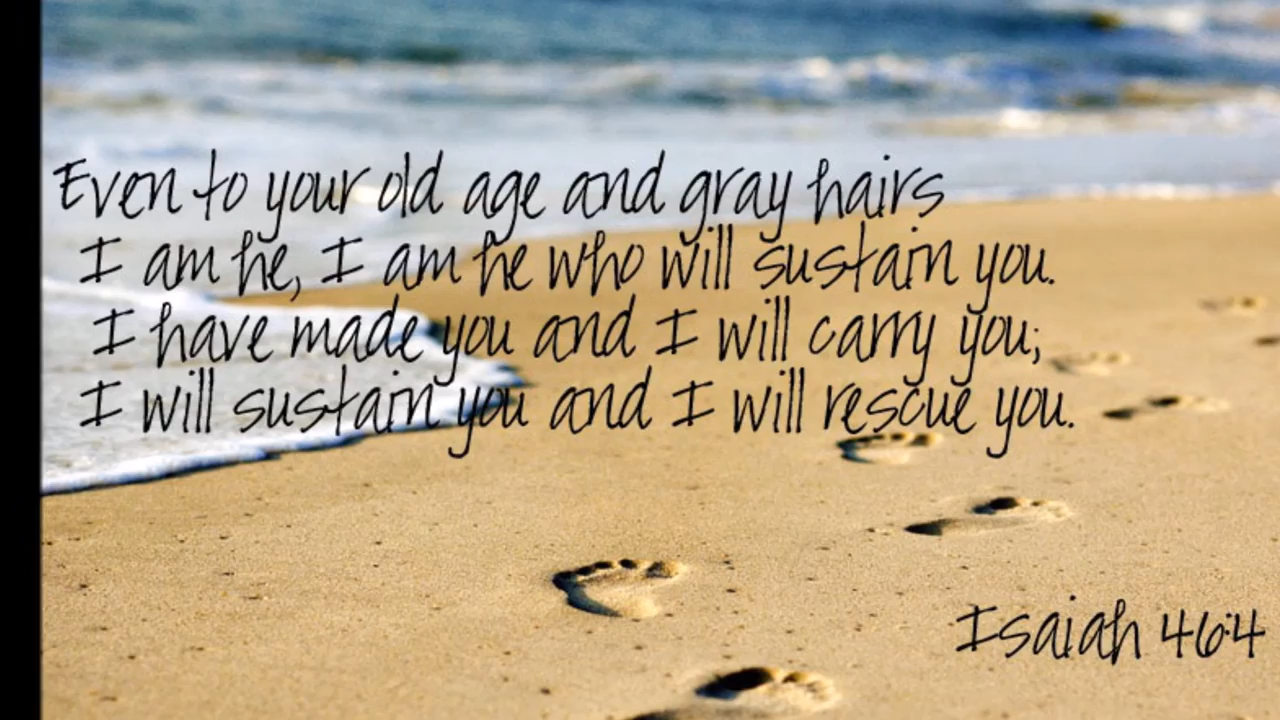 Even to your old age and gray hairs
I am he, I am he who will sustain you.
I have made you and I will carry you;
I will sustain you and I will rescue you.
Isaiah 46:4